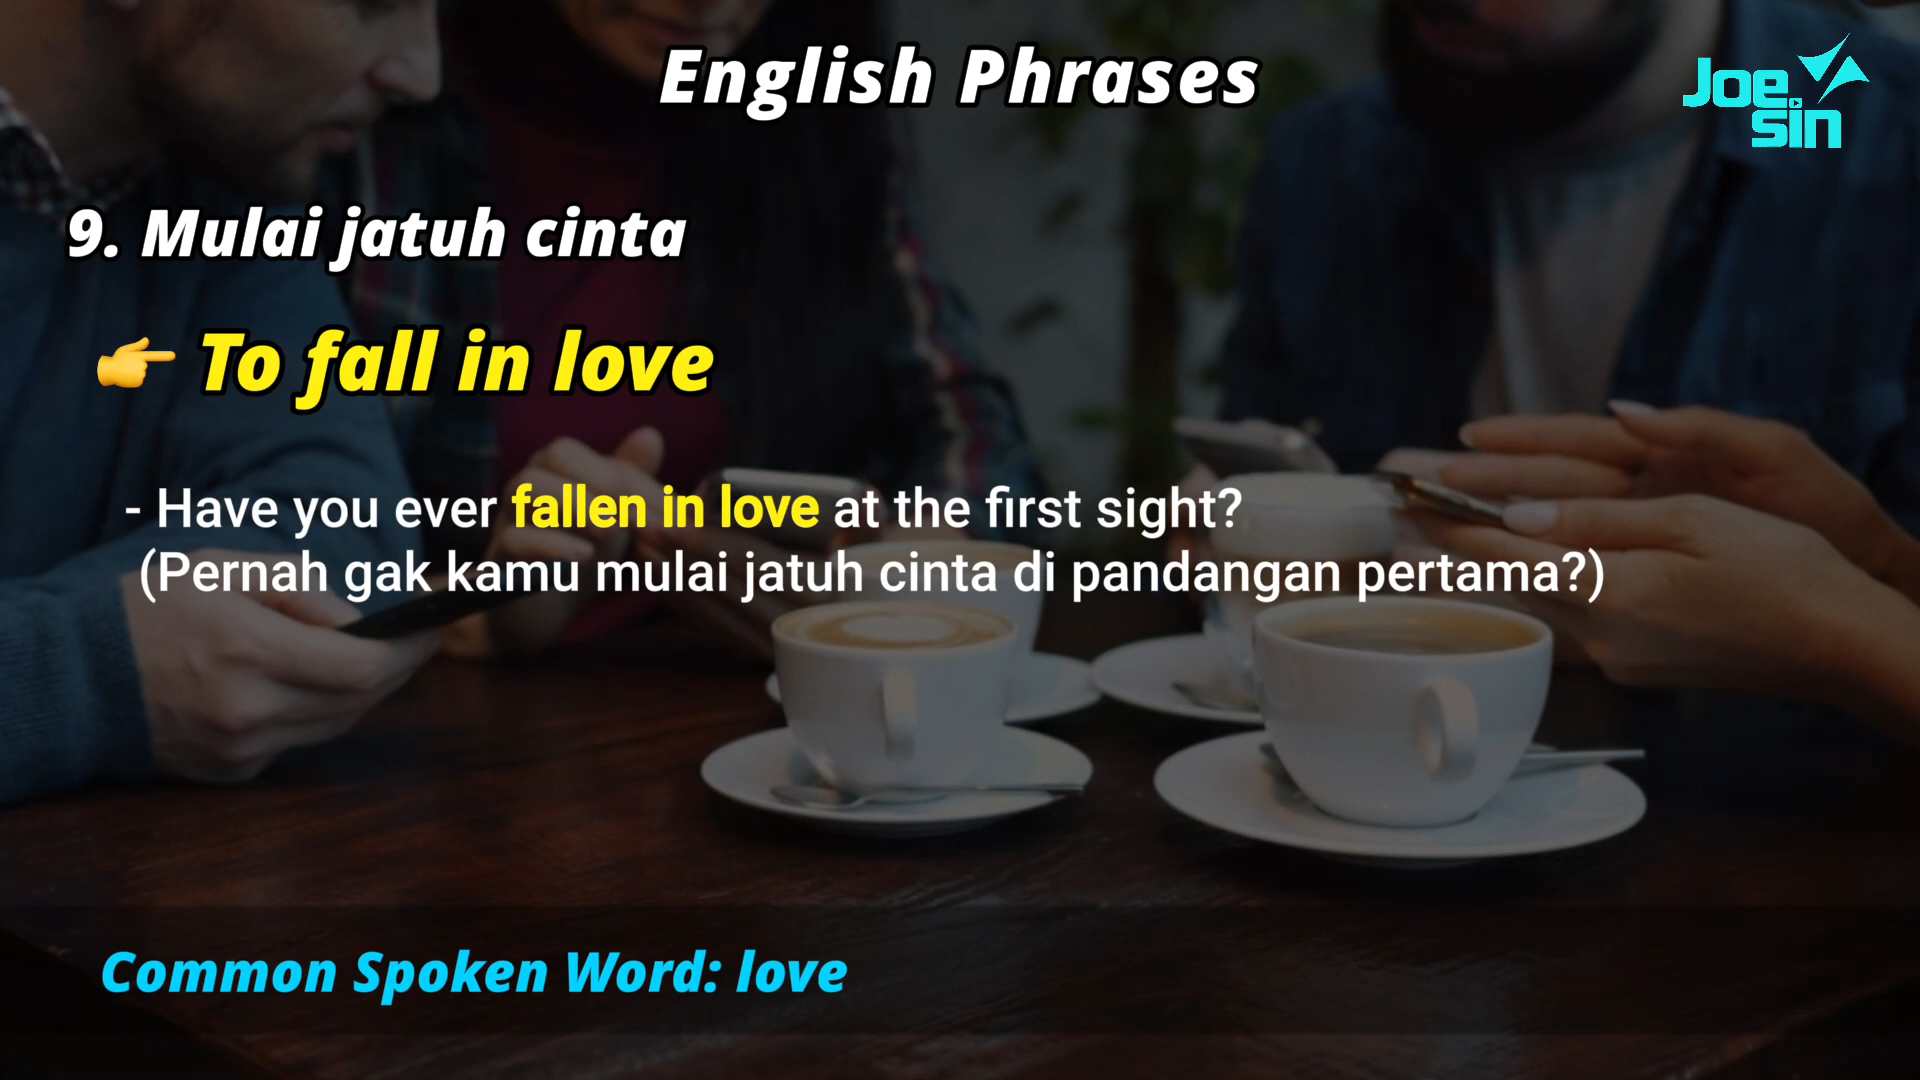 English Phrases
Joe
sin
9. Mulai jatuh cinta
👉 To fall in love
- Have you ever fallen in love at the first sight?
(Pernah gak kamu mulai jatuh cinta di pandangan pertama?)
Common Spoken Word: love